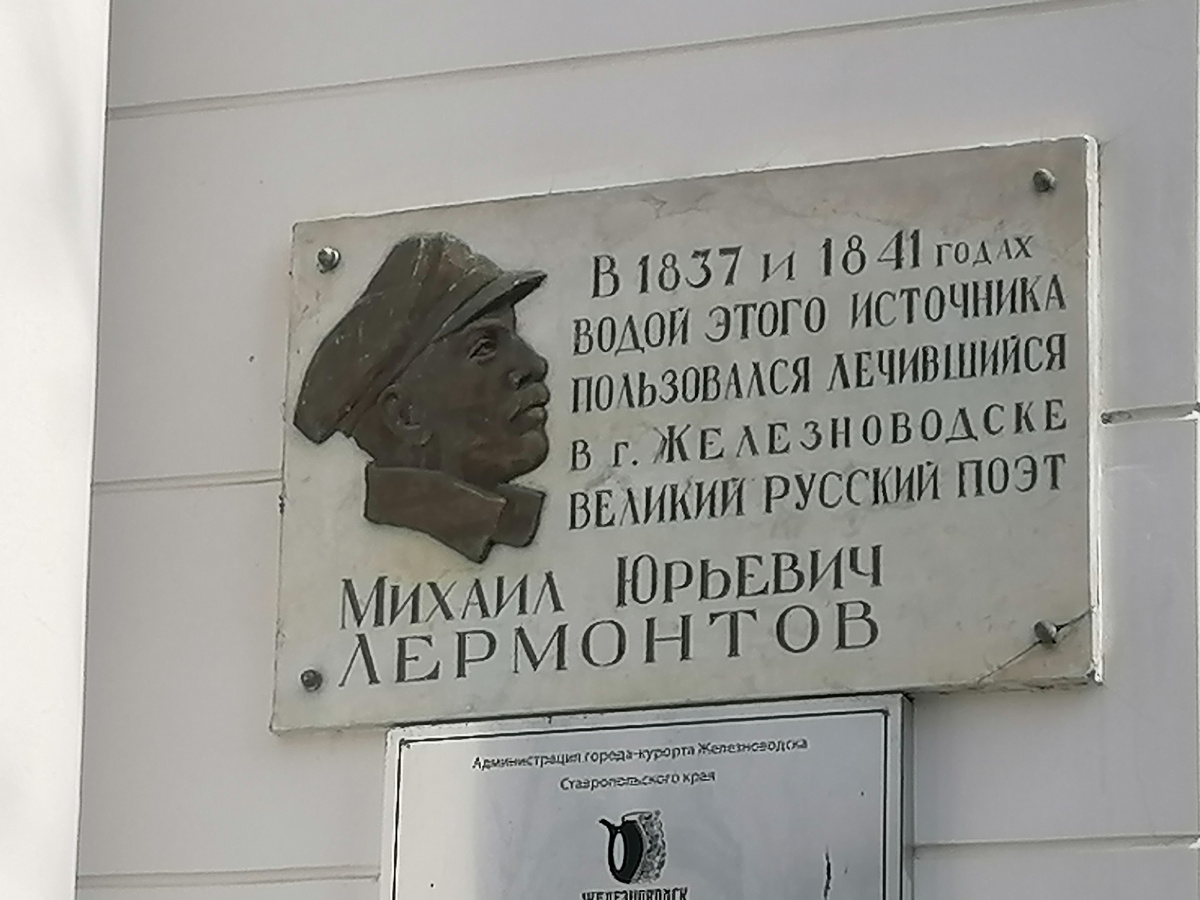 В 1837 и 1841 годах
водой этого источника
пользовался лечившийся
в г. Железноводске
великий русский поэт
Михаил Юрьевич
Лермонтов
Администрация города-курорта Железноводска
Ставропольского края
ЖЕЛЕЗНОВОДСК